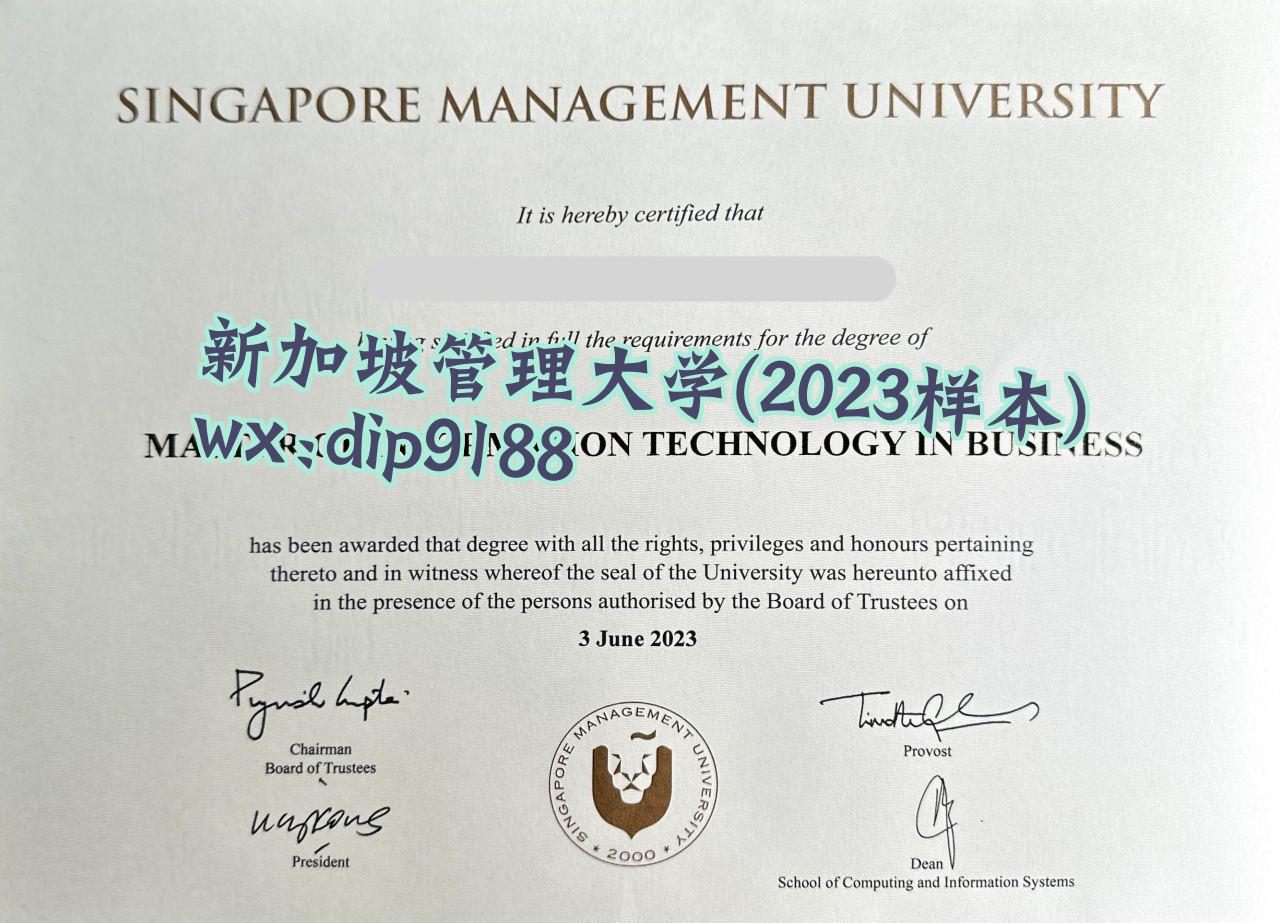 SINGAPORE MANAGEMENT UNIVERSITY
It is hereby certified that
in full the requirements for the degree of
新加坡管理大学(2023样本)
wx:dip9188
TECHNOLOGY IN BUSINESS
has been awarded that degree with all the rights, privileges and honours pertaining
thereto and in witness whereof the seal of the University was hereunto affixed
in the presence of the persons authorised by the Board of Trustees on
3 June 2023
Chairman
Board of Trustees
President
SINGAPORE MANAGEMENT UNIVERSITY
* 2000 *
Provost
Dean
School of Computing and Information Systems